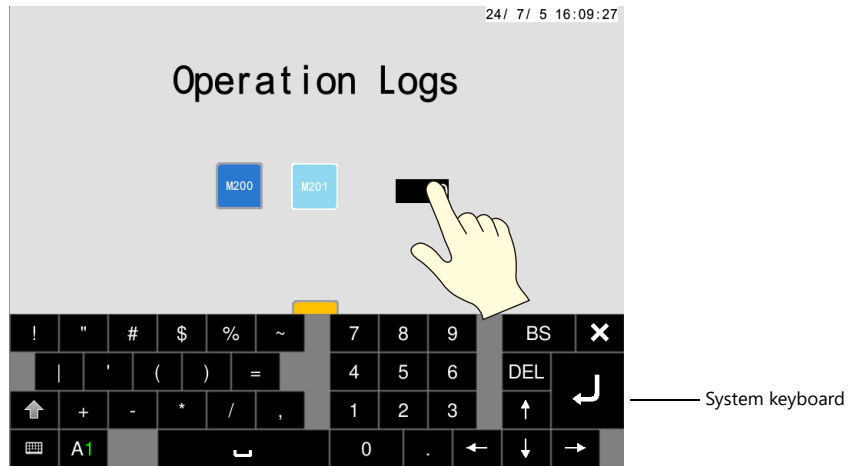 24/ 7/ 5 16:09:27
Operation Logs
M200 M201
! " # $ % ~ 7 8 9 BS
| ' ( ) = 4 5 6 DEL
+ - * / , 1 2 3
System keyboard
A1 0 .